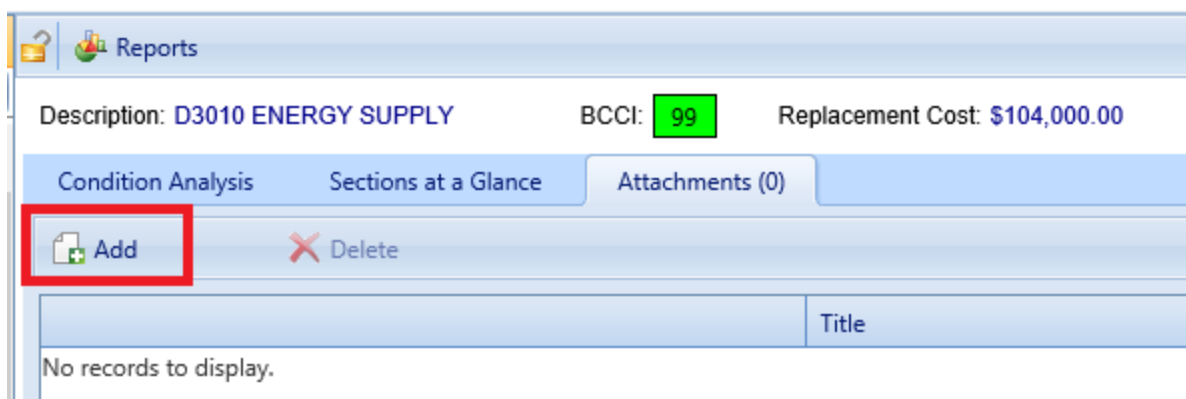 Reports
Description: D3010 ENERGY SUPPLY BCCI: 99 Replacement Cost: $104,000.00
Condition Analysis Sections at a Glance Attachments (0)
Add Delete
Title
No records to display.